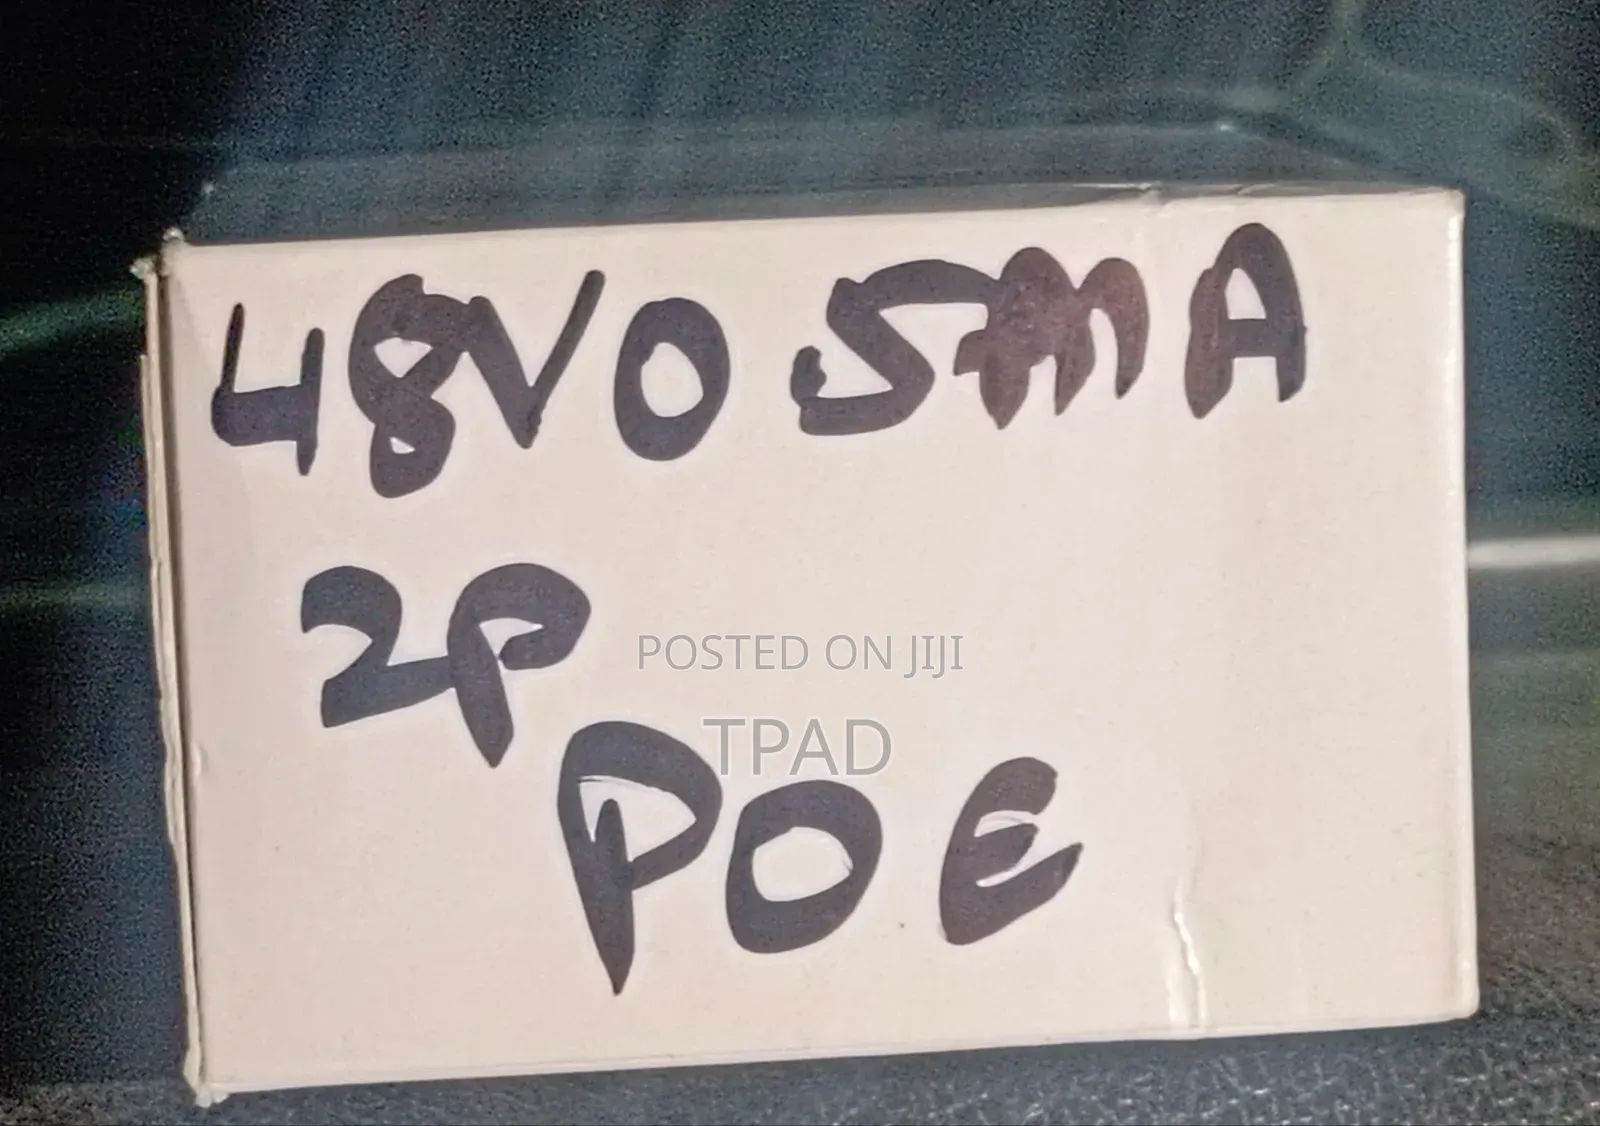 48V0 5MA
2P
POSTED ON JIJI
TPAD
POE